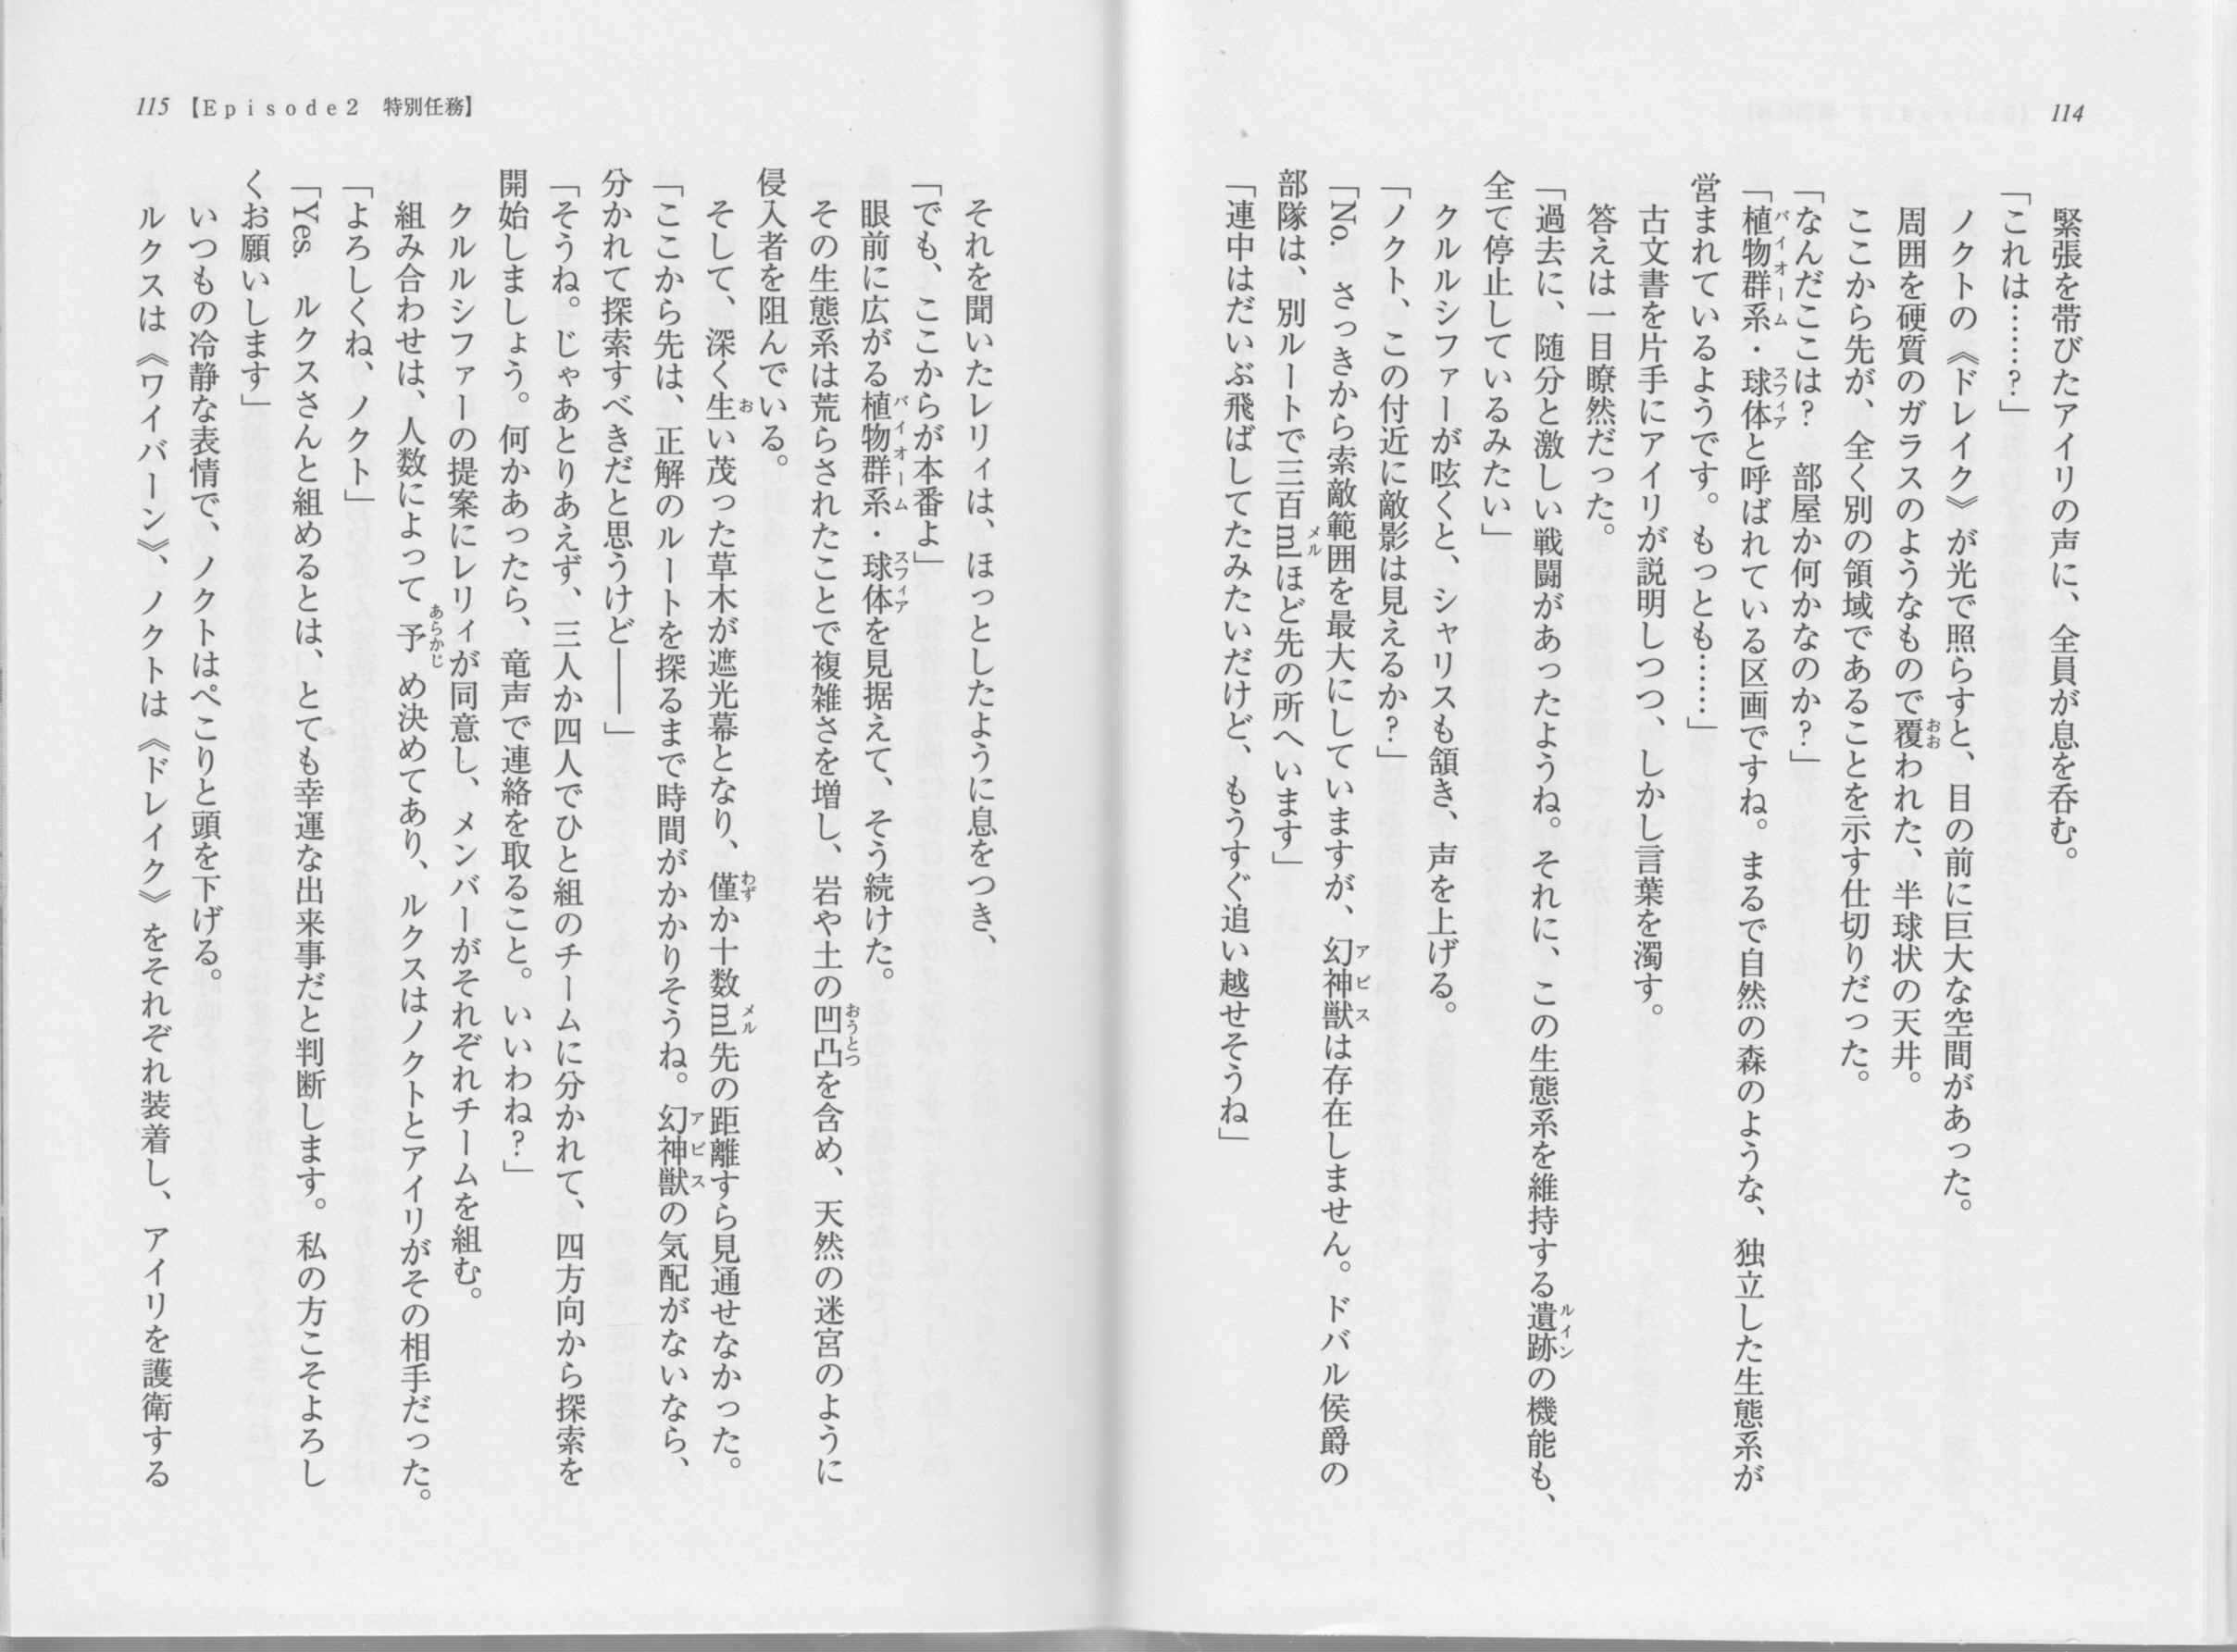 114
緊張を帯びたアイリの声に、全員が息を呑む。
「これは……？」
ノクトの《ドレイク》が光で照らすと、目の前に巨大な空間があった。
周囲を硬質のガラスのようなもので覆われた、半球状の天井。
ここから先が、全く別の領域であることを示す仕切りだった。
「なんだここは？　部屋か何かなのか？」
「植物群系・球体と呼ばれている区画ですね。まるで自然の森のような、独立した生態系が
営まれているようです。もっとも……」
古文書を片手にアイリが説明しつつ、しかし言葉を濁す。
答えは一目瞭然だった。
「過去に、随分と激しい戦闘があったようね。それに、この生態系を維持する遺跡の機能も、
全て停止しているみたい」
クルルシファーが呟くと、シャリスも頷き、声を上げる。
「ノクト、この付近に敵影は見えるか？」
「No.　さっきから索敵範囲を最大にしていますが、幻神獣は存在しません。ドバル侯爵の
部隊は、別ルートで三百mlほど先の所へいます」
「連中はだいぶ飛ばしてたみたいだけど、もうすぐ追い越せそうね」
115【Episode2　特別任務】
それを聞いたレリィは、ほっとしたように息をつき、
「でも、ここからが本番よ」
眼前に広がる植物群系・球体を見据えて、そう続けた。
その生態系は荒らされたことで複雑さを増し、岩や土の凹凸を含め、天然の迷宮のように
侵入者を阻んでいる。
そして、深く生い茂った草木が遮光幕となり、僅か十数ml先の距離すら見通せなかった。
「ここから先は、正解のルートを探るまで時間がかかりそうね。幻神獣の気配がないなら、
分かれて探索すべきだと思うけど――」
「そうね。じゃあとりあえず、三人か四人でひと組のチームに分かれて、四方向から探索を
開始しましょう。何かあったら、竜声で連絡を取ること。いいわね？」
クルルシファーの提案にレリィが同意し、メンバーがそれぞれチームを組む。
組み合わせは、人数によって予め決めてあり、ルクスはノクトとアイリがその相手だった。
「よろしくね、ノクト」
「Yes.　ルクスさんと組めるとは、とても幸運な出来事だと判断します。私の方こそよろし
くお願いします」
いつもの冷静な表情で、ノクトはぺこりと頭を下げる。
ルクスは《ワイバーン》、ノクトは《ドレイク》をそれぞれ装着し、アイリを護衛する